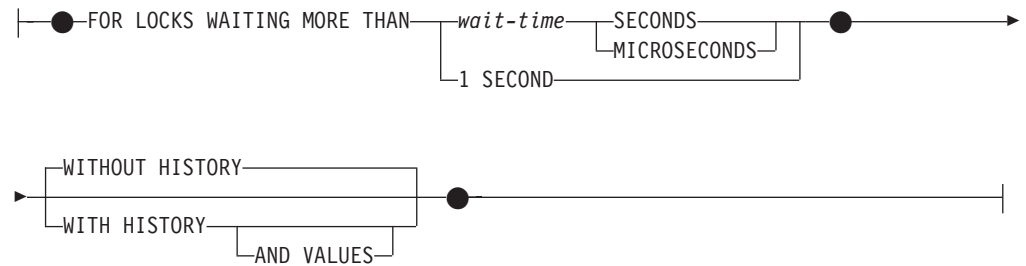 FOR LOCKS WAITING MORE THAN wait-time SECONDS
MICROSECONDS
1 SECOND
WITHOUT HISTORY
WITH HISTORY
AND VALUES